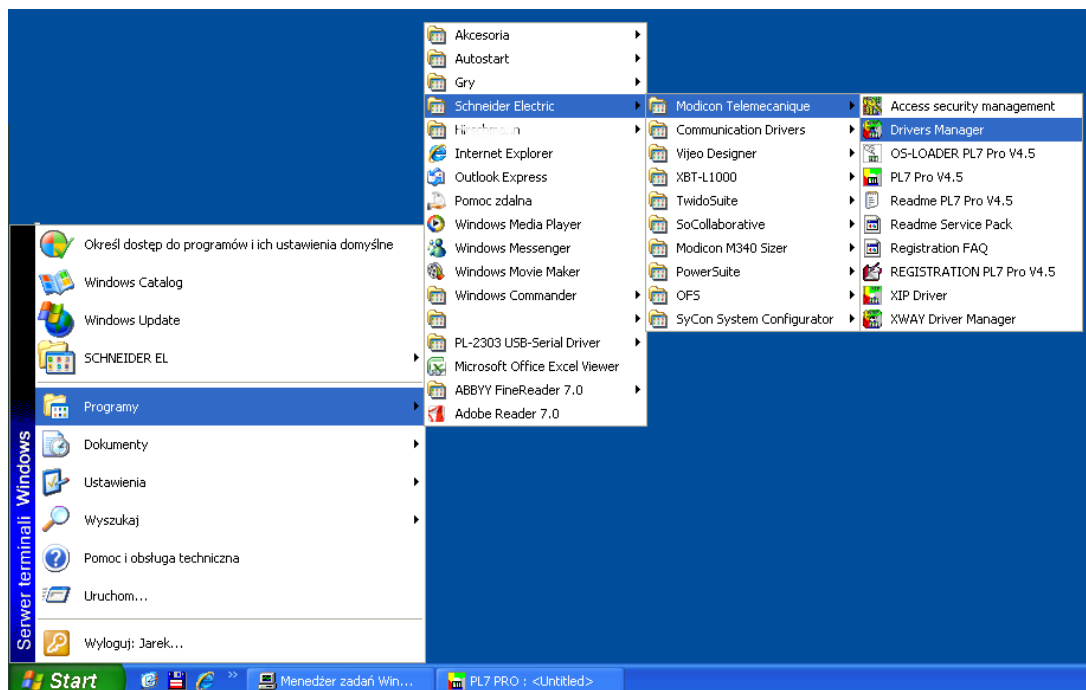 Akcesoria
Autostart
Gry
Schneider Electric
Internet Explorer
Outlook Express
Pomoc zdalna
Windows Media Player
Windows Messenger
Windows Movie Maker
Windows Commander
PL-2303 USB-Serial Driver
Microsoft Office Excel Viewer
ABBYY FineReader 7.0
Adobe Reader 7.0
Modicon Telemecanique
Communication Drivers
Vijeo Designer
XBT-L1000
TwidoSuite
SoCollaborative
Modicon M340 Sizer
PowerSuite
OFS
SyCon System Configurator
Access security management
Drivers Manager
OS-LOADER PL7 Pro V4.5
PL7 Pro V4.5
Readme PL7 Pro V4.5
Readme Service Pack
Registration FAQ
REGISTRATION PL7 Pro V4.5
XIP Driver
XWAY Driver Manager
Określ dostęp do programów i ich ustawienia domyślne
Windows Catalog
Windows Update
SCHNEIDER EL
Programy
Dokumenty
Ustawienia
Wyszukaj
Pomoc i obsługa techniczna
Uruchom...
Wyloguj: Jarek...
Serwer terminali Windows
Start
»
Menedżer zadań Win...
PL7 PRO : <Untitled>